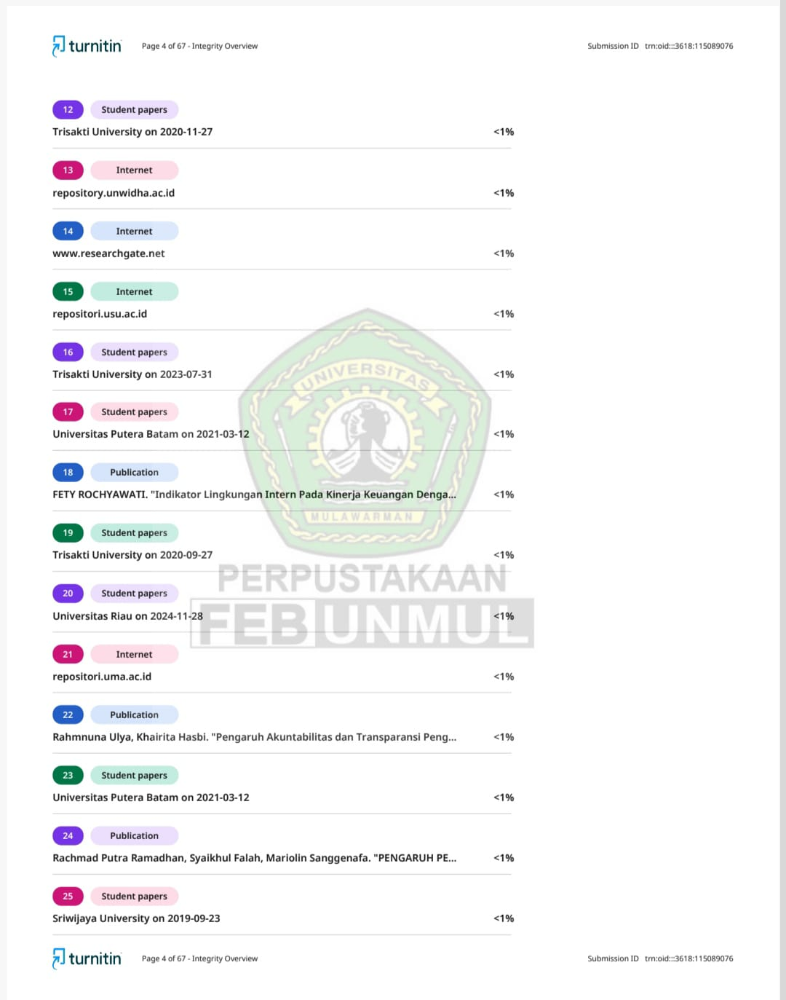 turnitin Page 4 of 67 - Integrity Overview Submission ID trn:oid:::3618:115089076
12 Student papers
Trisakti University on 2020-11-27 <1%
13 Internet
repository.unwidha.ac.id <1%
14 Internet
www.researchgate.net <1%
15 Internet
repositori.usu.ac.id <1%
16 Student papers
Trisakti University on 2023-07-31 <1%
UNIVERSITAS
17 Student papers
Universitas Putera Batam on 2021-03-12 <1%
18 Publication
FETY ROCHYAWATI. "Indikator Lingkungan Intern Pada Kinerja Keuangan Denga... <1%
MULAWARMAN
19 Student papers
Trisakti University on 2020-09-27 <1%
PERPUSTAKAAN
20 Student papers
Universitas Riau on 2024-11-28 <1%
FEB UNMUL
21 Internet
repositori.uma.ac.id <1%
22 Publication
Rahmnuna Ulya, Khairita Hasbi. "Pengaruh Akuntabilitas dan Transparansi Peng... <1%
23 Student papers
Universitas Putera Batam on 2021-03-12 <1%
24 Publication
Rachmad Putra Ramadhan, Syaikhul Falah, Mariolin Sanggenafa. "PENGARUH PE... <1%
25 Student papers
Sriwijaya University on 2019-09-23 <1%
turnitin Page 4 of 67 - Integrity Overview Submission ID trn:oid:::3618:115089076